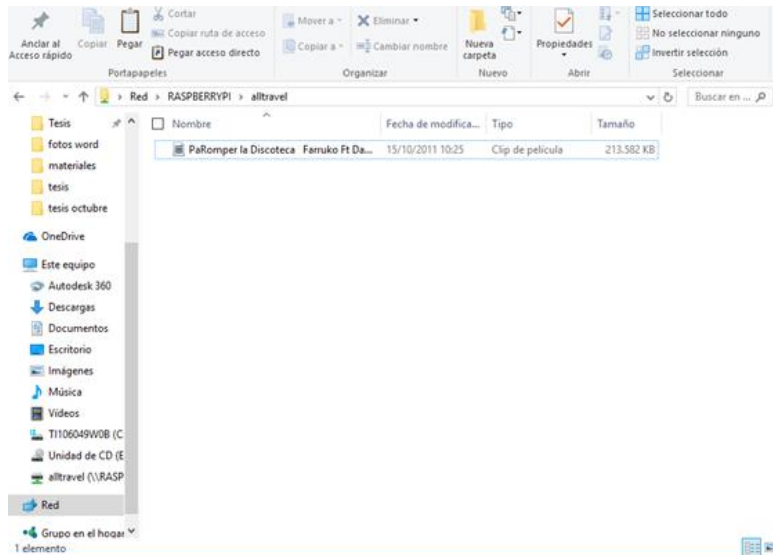 Anclar al Acceso rápido
Copiar
Pegar
Cortar
Copiar ruta de acceso
Pegar acceso directo
Portapapeles
Mover a
Copiar a
Eliminar
Cambiar nombre
Organizar
Nueva carpeta
Nuevo
Propiedades
Abrir
Seleccionar todo
No seleccionar ninguno
Invertir selección
Seleccionar
Red > RASPBERRYPI > alltravel
Buscar en ...
Nombre Fecha de modifica... Tipo Tamaño
PaRomper la Discoteca Farruko Ft Da... 15/10/2011 10:25 Clip de película 213.582 KB
Tesis
fotos word
materiales
tesis
tesis octubre
OneDrive
Este equipo
Autodesk 360
Descargas
Documentos
Escritorio
Imágenes
Música
Vídeos
TI106049W0B (C
Unidad de CD (E
alltravel (\\RASP
Red
Grupo en el hogar
1 elemento